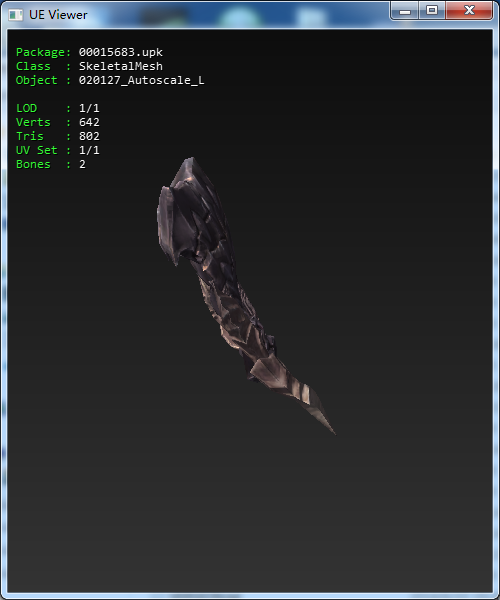 UE Viewer
Package: 00015683.upk
Class : SkeletalMesh
Object : 020127_Autoscale_L
LOD : 1/1
Verts : 642
Tris : 802
UV Set : 1/1
Bones : 2